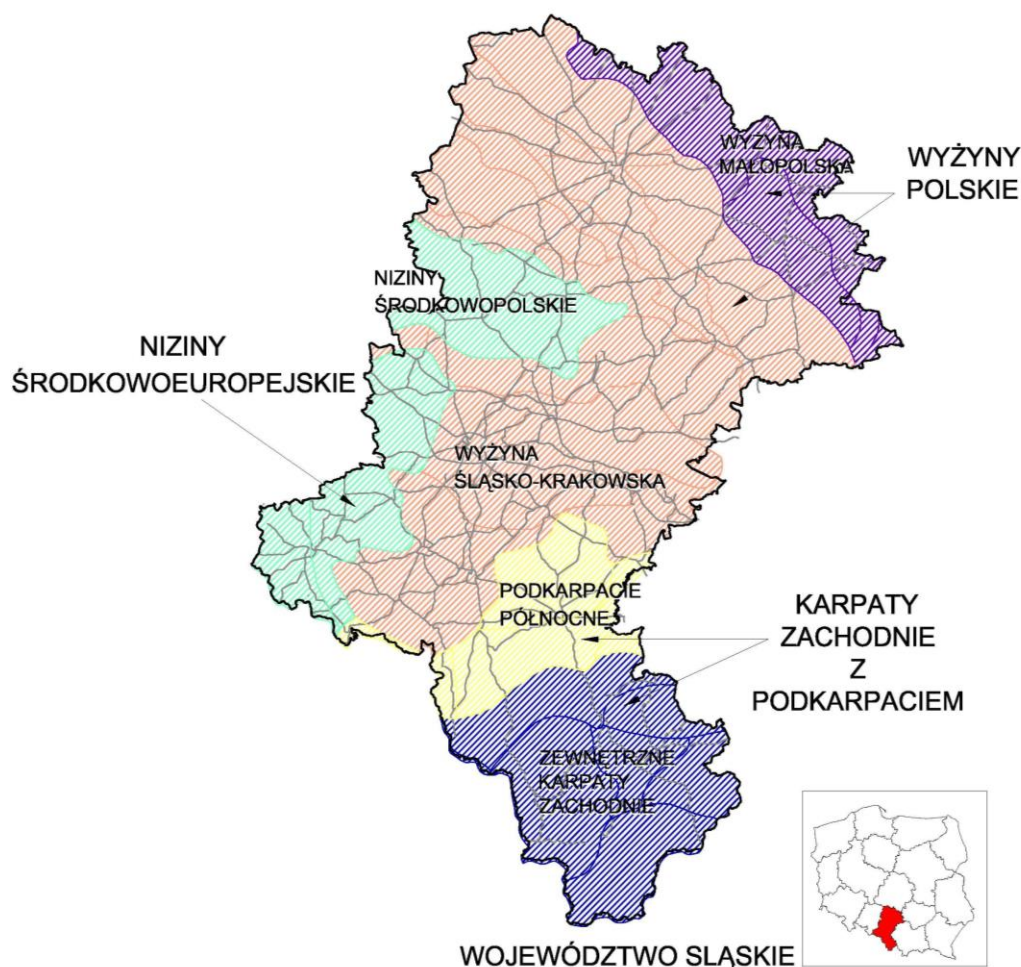 WYŻYNA
MAŁOPOLSKA
WYŻYNY
POLSKIE
NIZINY
ŚRODKOWOPOLSKIE
NIZINY
ŚRODKOWOEUROPEJSKIE
WYŻYNA
ŚLĄSKO-KRAKOWSKA
PODKARPACIE
PÓŁNOCNE
KARPATY
ZACHODNIE
Z
PODKARPACIEM
ZEWNĘTRZNE
KARPATY
ZACHODNIE
WOJEWÓDZTWO SLĄSKIE